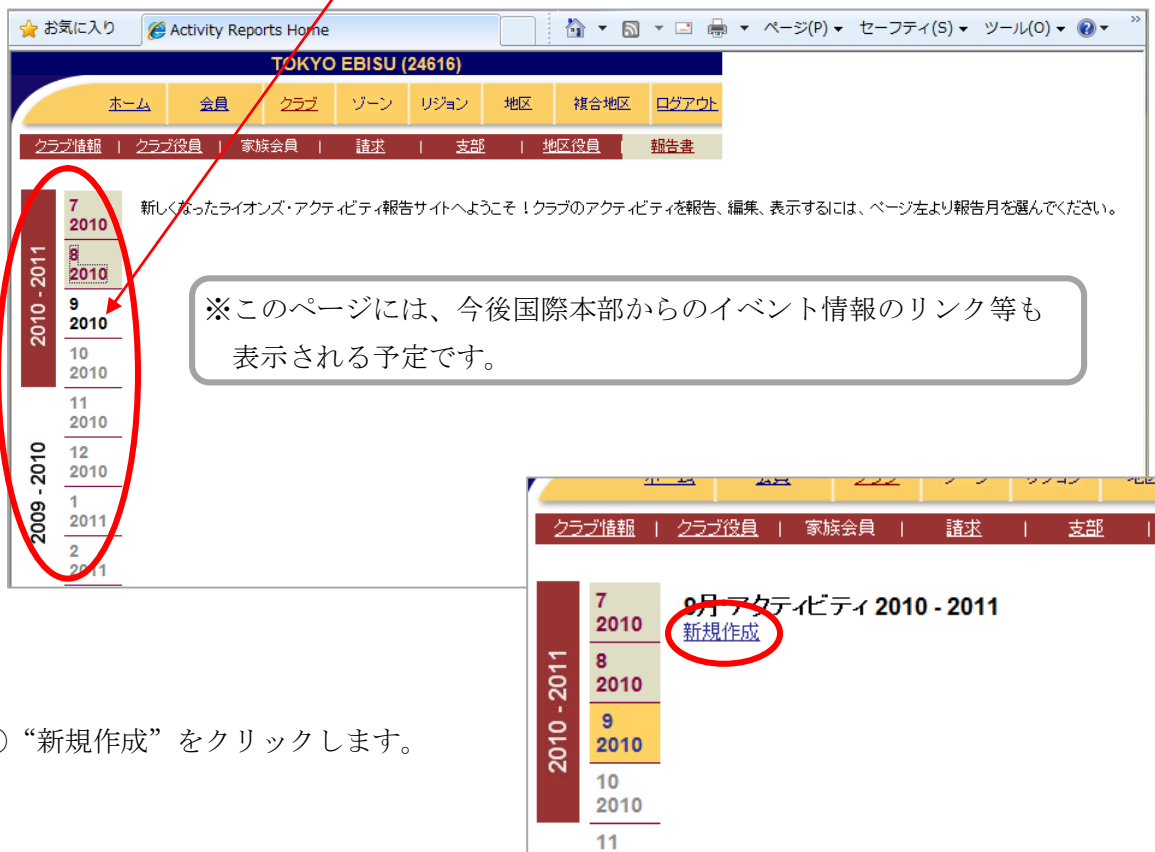 お気に入り Activity Reports Home ページ(P) セーフティ(S) ツール(O) »
TOKYO EBISU (24616)
ホーム 会員 クラブ ゾーン リジョン 地区 複合地区 ログアウト
クラブ情報 | クラブ役員 | 家族会員 | 請求 | 支部 | 地区役員 | 報告書
2010 - 2011
2009 - 2010
7
2010
8
2010
9
2010
10
2010
11
2010
12
2010
1
2011
2
2011
新しくなったライオンズ・アクティビティ報告サイトへようこそ！クラブのアクティビティを報告、編集、表示するには、ページ左より報告月を選んでください。
※このページには、今後国際本部からのイベント情報のリンク等も
表示される予定です。
クラブ情報 | クラブ役員 | 家族会員 | 請求 | 支部 |
2010 - 2011
7
2010
8
2010
9
2010
10
2010
11
9月 アクティビティ 2010 - 2011
新規作成
)“新規作成”をクリックします。